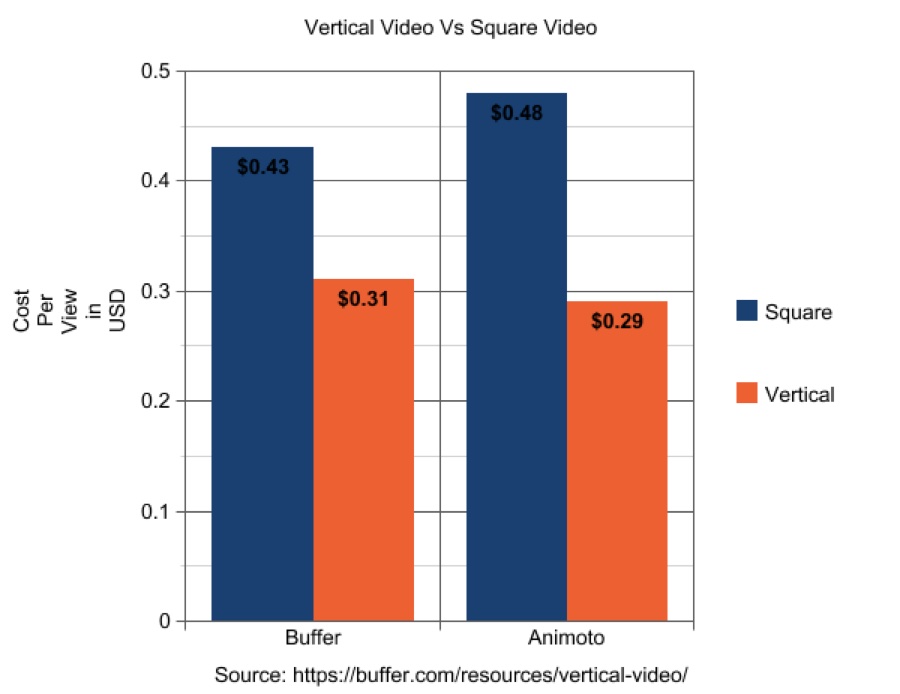 Vertical Video Vs Square Video
0.5
$0.48
$0.43
0.4
Cost
Per
View
in
USD
0.3
$0.31
$0.29
Square
0.2
Vertical
0.1
0
Buffer
Animoto
Source: https://buffer.com/resources/vertical-video/